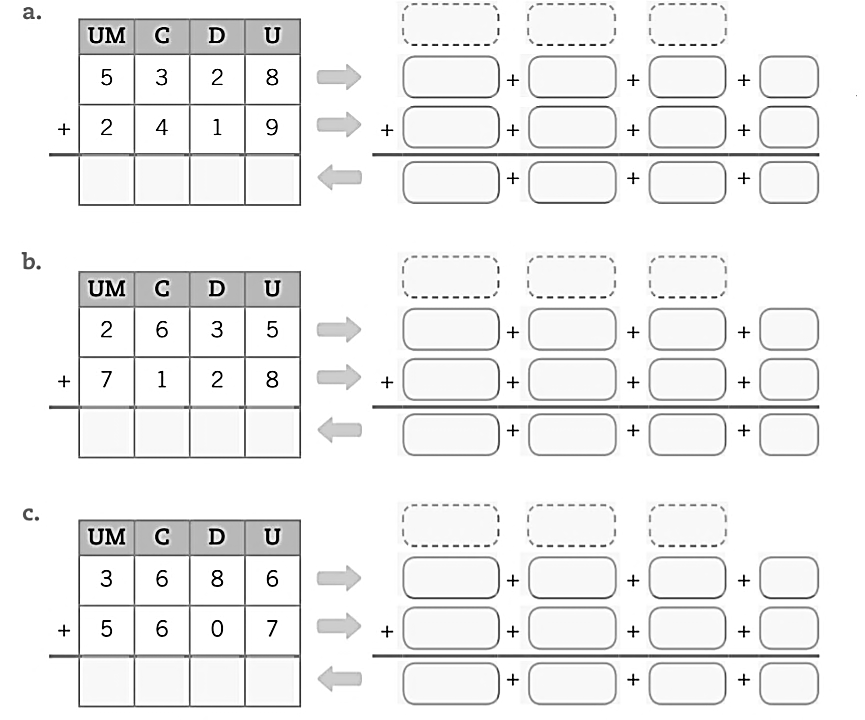 a.
UM C D U
5 3 2 8 + + +
+ 2 4 1 9 + + + +
+ + +
b.
UM C D U
2 6 3 5 + + +
+ 7 1 2 8 + + + +
+ + +
c.
UM C D U
3 6 8 6 + + +
+ 5 6 0 7 + + + +
+ + +